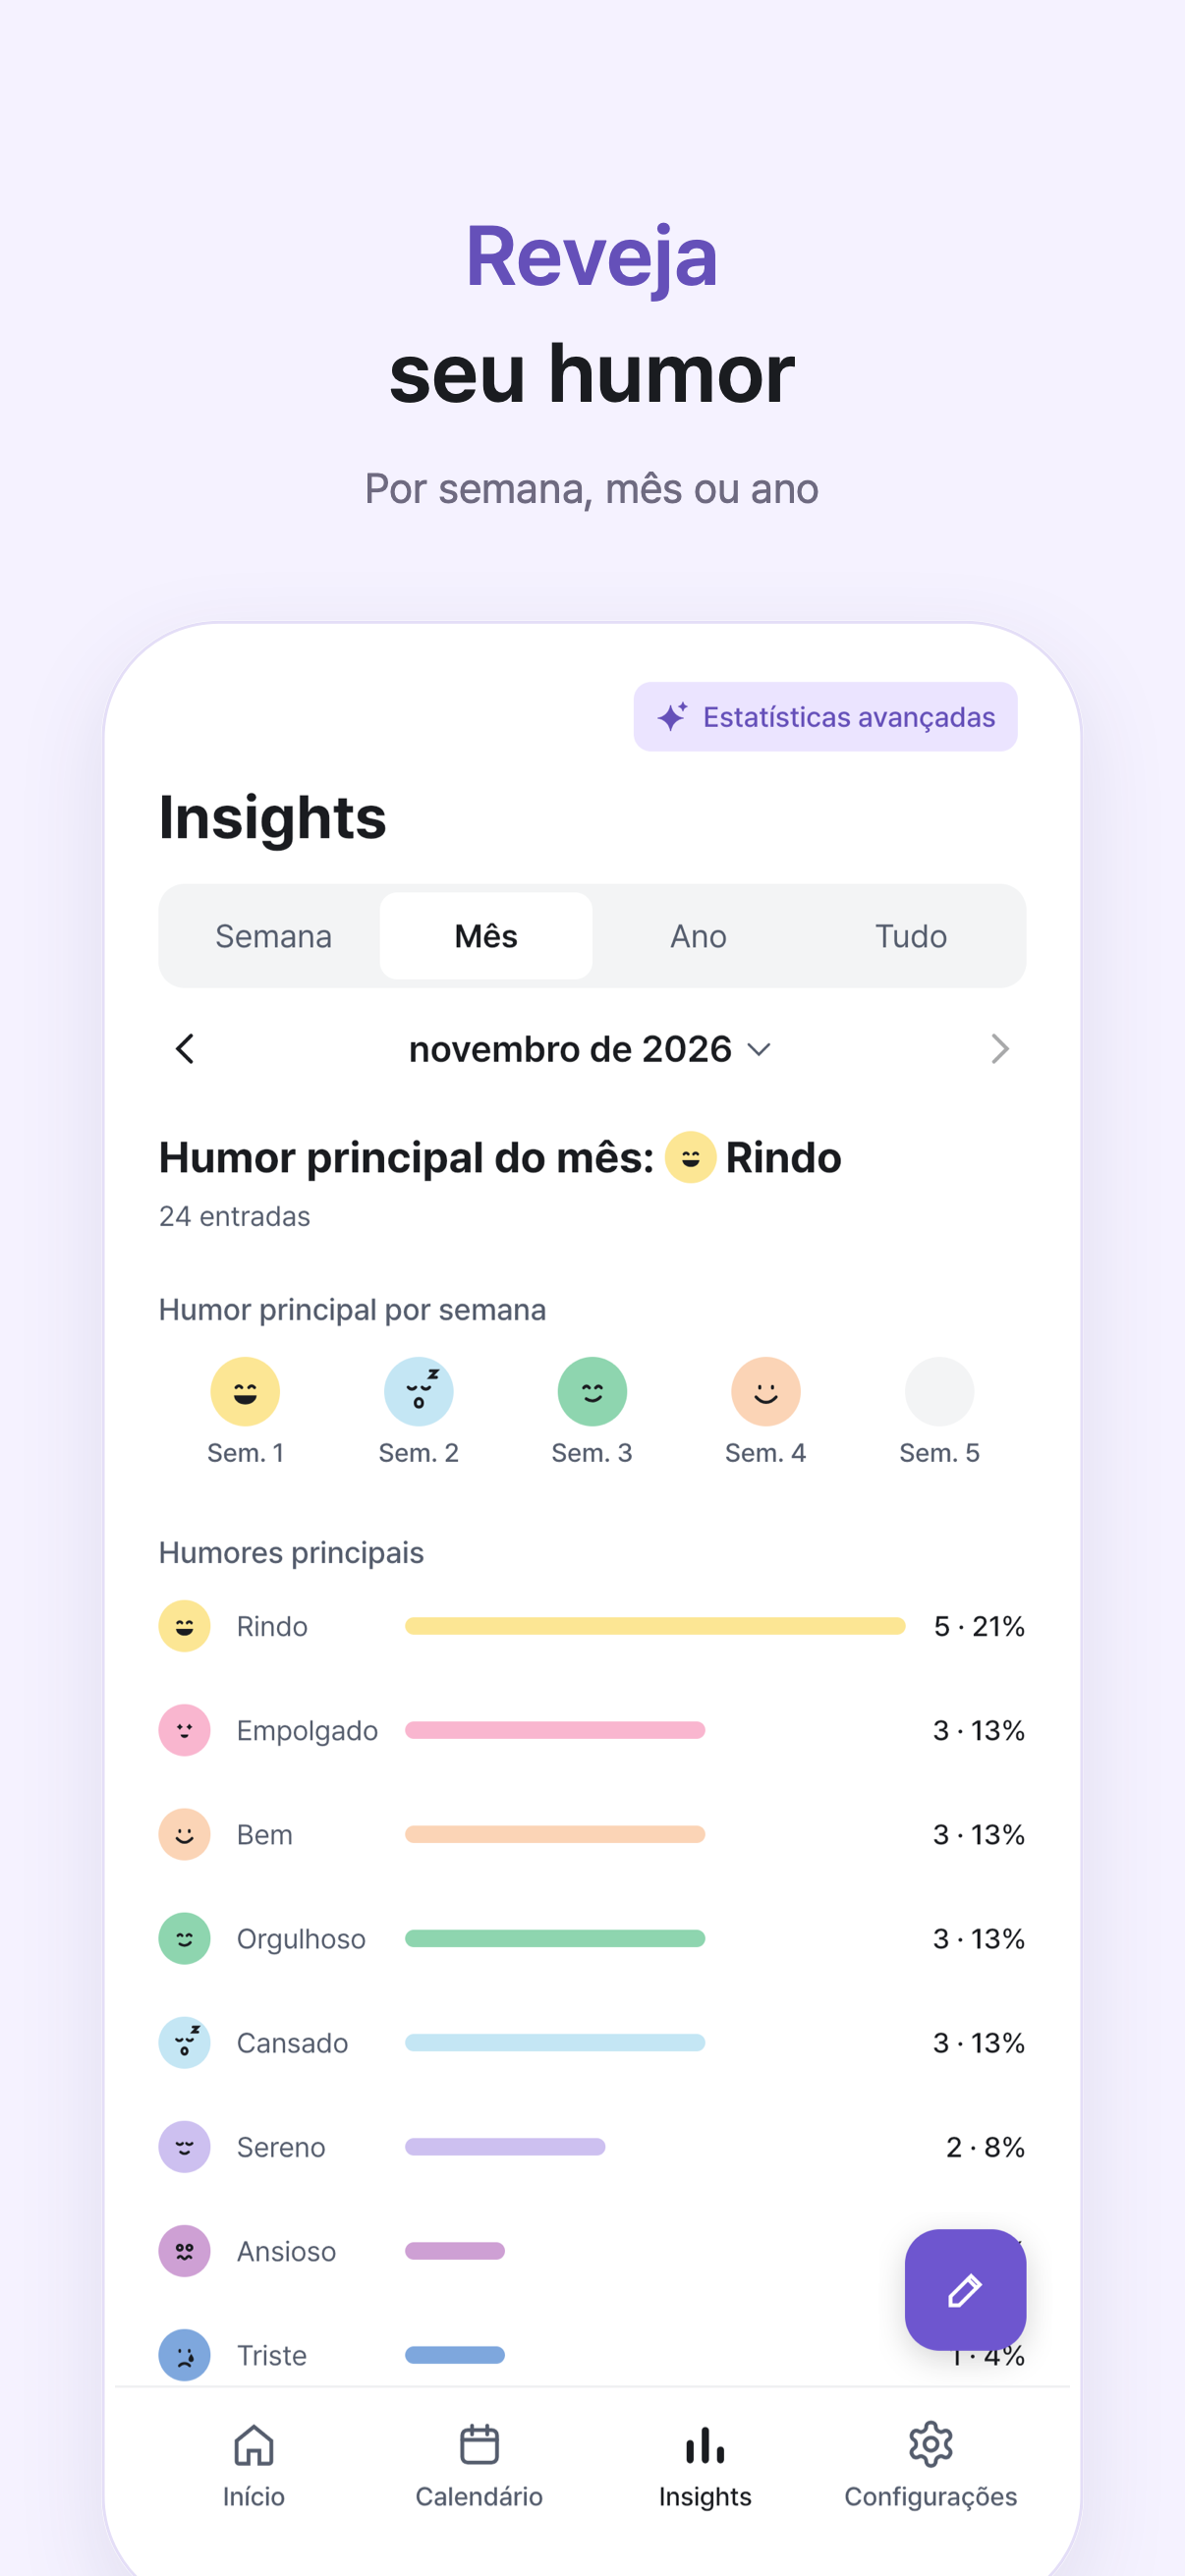 Reveja
seu humor
Por semana, mês ou ano
Estatísticas avançadas
Insights
Semana Mês Ano Tudo
novembro de 2026
Humor principal do mês: Rindo
24 entradas
Humor principal por semana
Sem. 1 Sem. 2 Sem. 3 Sem. 4 Sem. 5
Humores principais
Rindo 5 · 21%
Empolgado 3 · 13%
Bem 3 · 13%
Orgulhoso 3 · 13%
Cansado 3 · 13%
Sereno 2 · 8%
Ansioso
Triste 1 · 4%
Início Calendário Insights Configurações